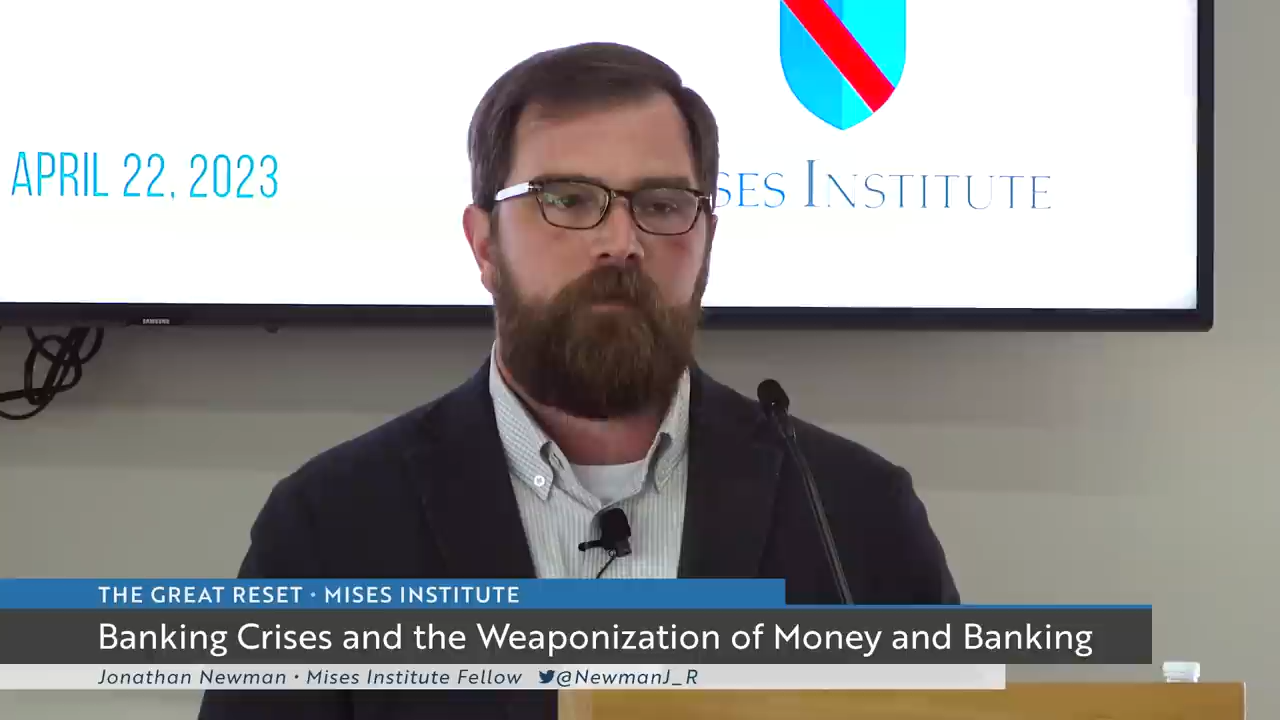 APRIL 22, 2023
SES INSTITUTE
SAMSUNG
THE GREAT RESET · MISES INSTITUTE
Banking Crises and the Weaponization of Money and Banking
Jonathan Newman · Mises Institute Fellow @NewmanJ_R